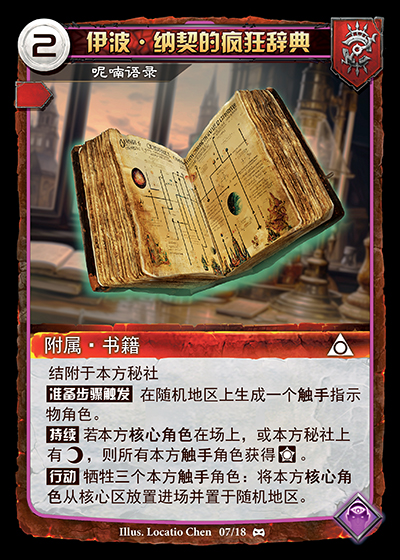 2
伊波·纳契的疯狂辞典
呢喃语录
附属·书籍
结附于本方秘社
准备步骤触发 在随机地区上生成一个触手指示
物角色。
持续 若本方核心角色在场上，或本方秘社上
有，则所有本方触手角色获得。
行动 牺牲三个本方触手角色：将本方核心角
色从核心区放置进场并置于随机地区。
Illus. Locatio Chen 07/18